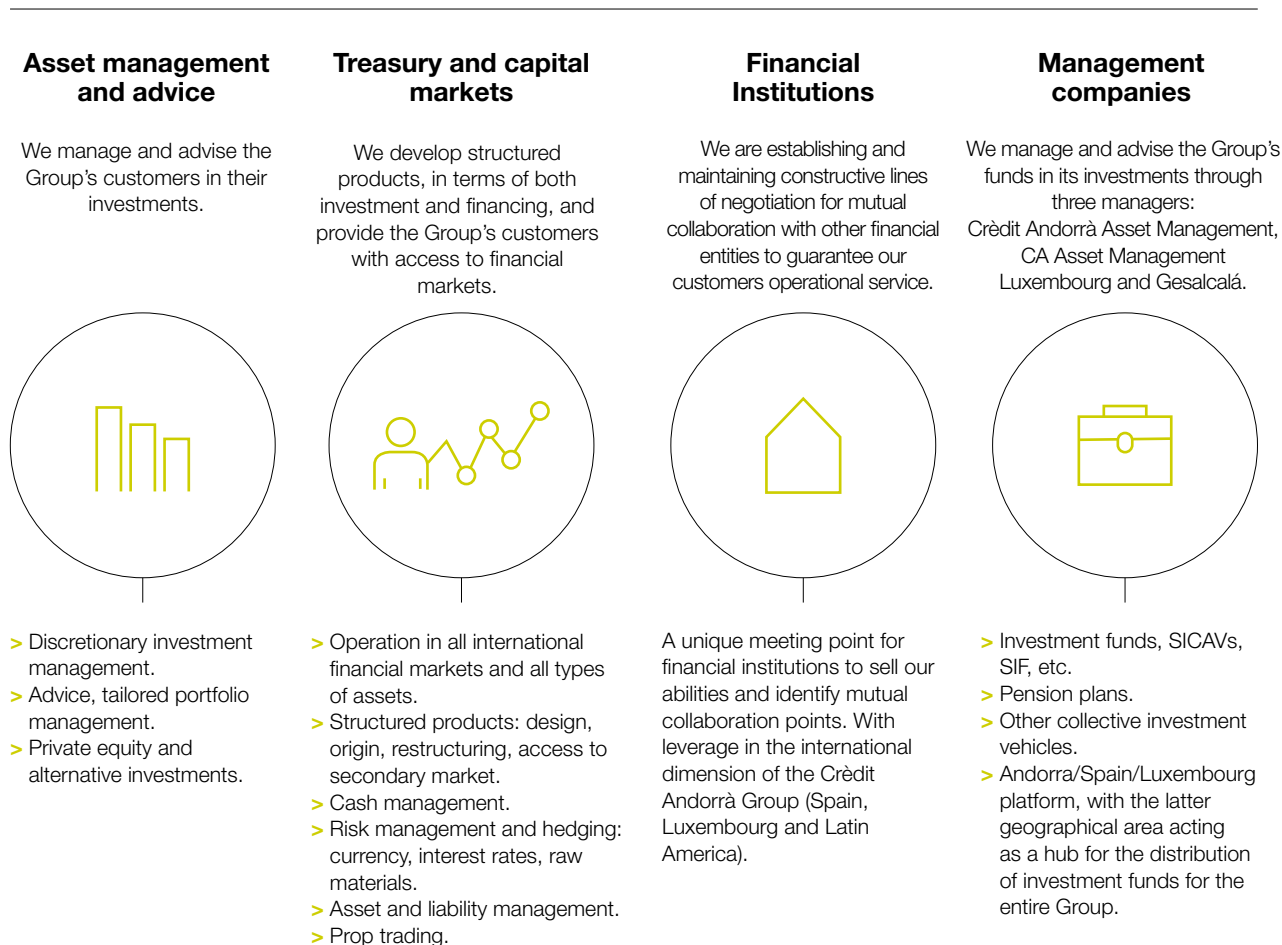 Asset management
and advice
We manage and advise the
Group's customers in their
investments.
> Discretionary investment
management.
> Advice, tailored portfolio
management.
> Private equity and
alternative investments.
Treasury and capital
markets
We develop structured
products, in terms of both
investment and financing, and
provide the Group's customers
with access to financial
markets.
> Operation in all international
financial markets and all types
of assets.
> Structured products: design,
origin, restructuring, access to
secondary market.
> Cash management.
> Risk management and hedging:
currency, interest rates, raw
materials.
> Asset and liability management.
> Prop trading.
Financial
Institutions
We are establishing and
maintaining constructive lines
of negotiation for mutual
collaboration with other financial
entities to guarantee our
customers operational service.
A unique meeting point for
financial institutions to sell our
abilities and identify mutual
collaboration points. With
leverage in the international
dimension of the Crèdit
Andorrà Group (Spain,
Luxembourg and Latin
America).
Management
companies
We manage and advise the Group's
funds in its investments through
three managers:
Crèdit Andorrà Asset Management,
CA Asset Management
Luxembourg and Gesalcalá.
> Investment funds, SICAVs,
SIF, etc.
> Pension plans.
> Other collective investment
vehicles.
> Andorra/Spain/Luxembourg
platform, with the latter
geographical area acting
as a hub for the distribution
of investment funds for the
entire Group.